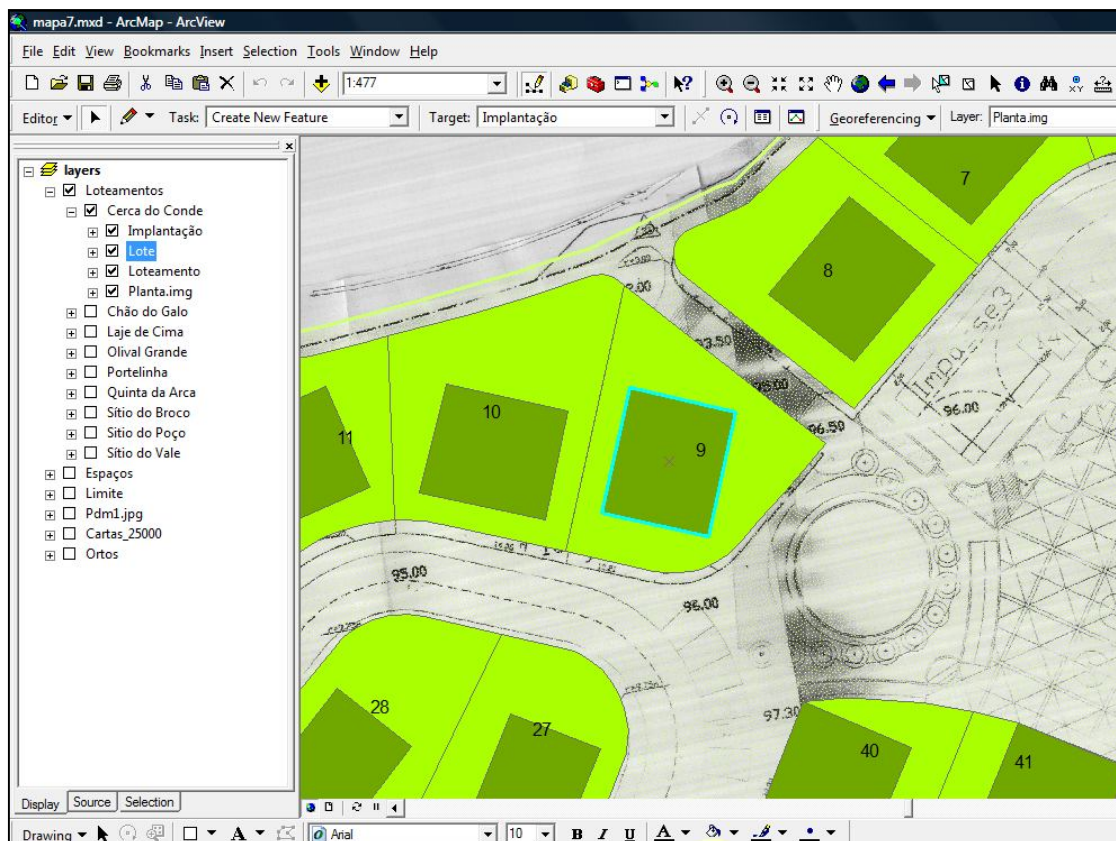 mapa7.mxd - ArcMap - ArcView
File Edit View Bookmarks Insert Selection Tools Window Help
1:477
Editor Task: Create New Feature Target: Implantação Georeferencing Layer: Planta.img
layers
Loteamentos
Cerca do Conde
Implantação
Lote
Loteamento
Planta.img
Chão do Galo
Laje de Cima
Olival Grande
Portelinha
Quinta da Arca
Sítio do Broco
Sitio do Poço
Sítio do Vale
Espaços
Limite
Pdm1.jpg
Cartas_25000
Ortos
7
8
96.00
96.50
9
10
11
95.00
96.00
28
27
97.30
40
41
Display Source Selection
Drawing A Arial 10 B I U A